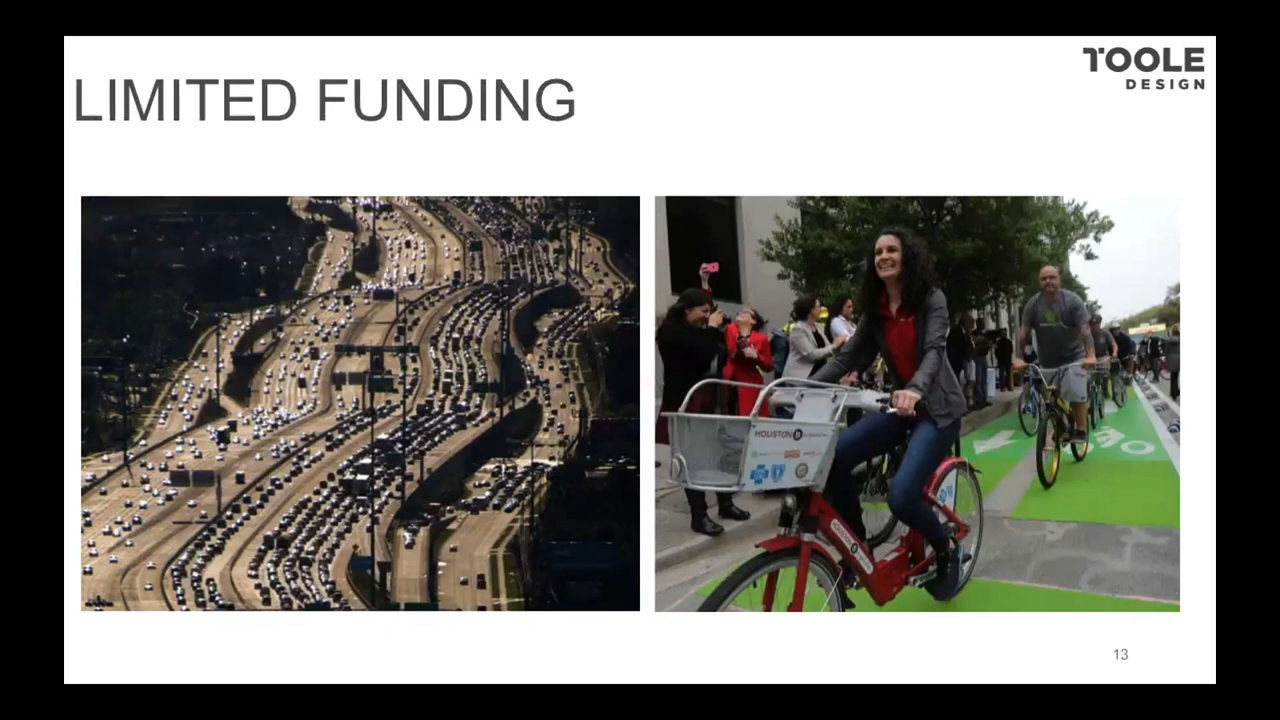 TOOLE
DESIGN
LIMITED FUNDING
HOUSTON B
13